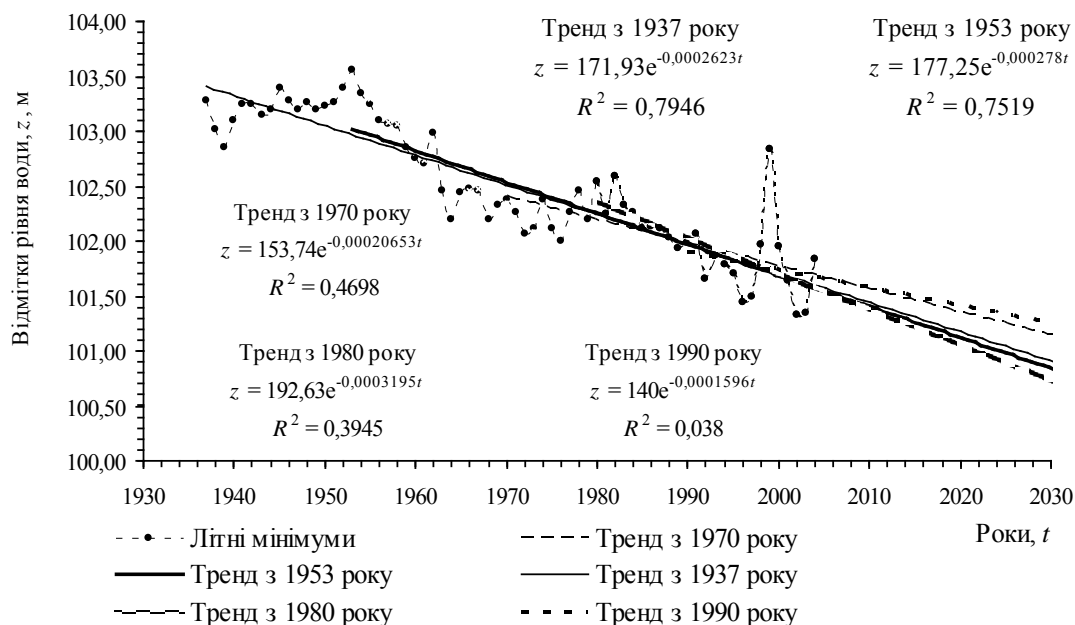 104,00
103,50
103,00
102,50
102,00
101,50
101,00
100,50
100,00
Відмітки рівня води, z, м
Тренд з 1937 року
z = 171,93e^-0,0002623t
R² = 0,7946
Тренд з 1953 року
z = 177,25e^-0,000278t
R² = 0,7519
Тренд з 1970 року
z = 153,74e^-0,00020653t
R² = 0,4698
Тренд з 1980 року
z = 192,63e^-0,0003195t
R² = 0,3945
Тренд з 1990 року
z = 140e^-0,0001596t
R² = 0,038
1930 1940 1950 1960 1970 1980 1990 2000 2010 2020 2030
Роки, t
Літні мінімуми
Тренд з 1970 року
Тренд з 1953 року
Тренд з 1937 року
Тренд з 1980 року
Тренд з 1990 року